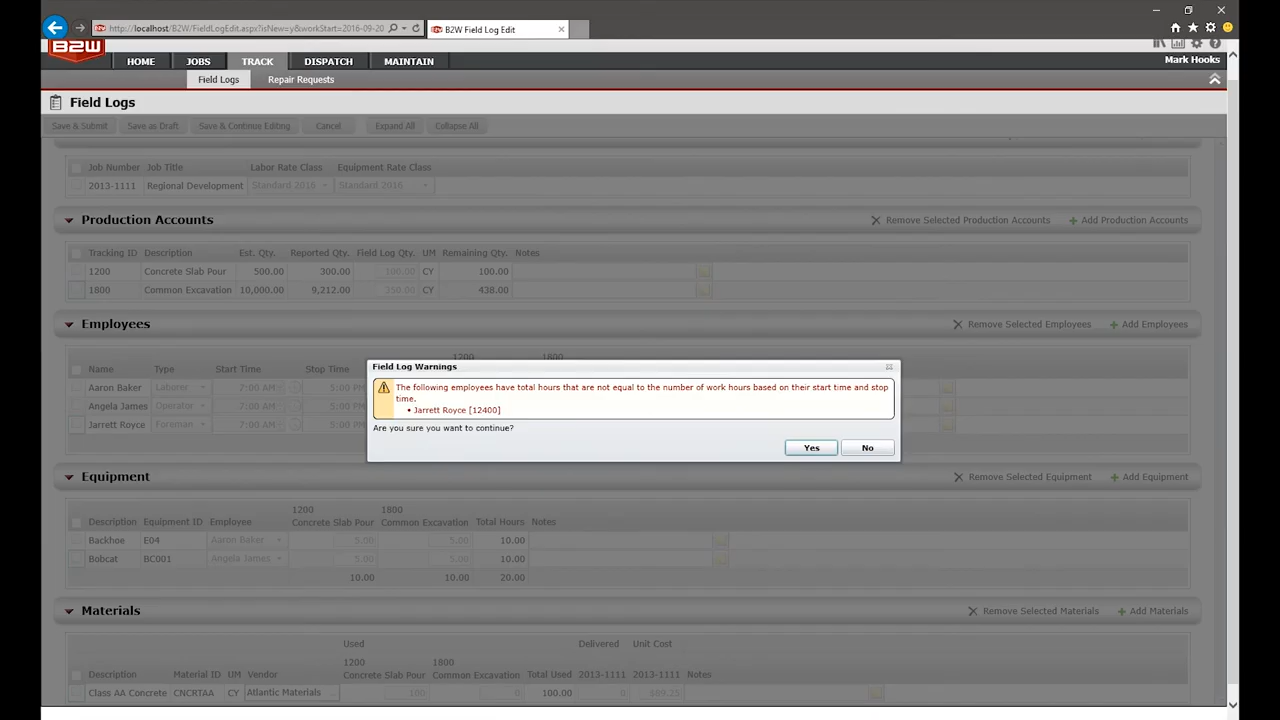 http://localhost/B2W/FieldLogEdit.aspx?isNew=y&workStart=2016-09-20
B2W Field Log Edit
B2W
HOME JOBS TRACK DISPATCH MAINTAIN
Mark Hooks
Field Logs Repair Requests
Field Logs
Save & Submit Save as Draft Save & Continue Editing Cancel Expand All Collapse All
Job Number Job Title Labor Rate Class Equipment Rate Class
2013-1111 Regional Development Standard 2016 Standard 2016
Production Accounts Remove Selected Production Accounts Add Production Accounts
Tracking ID Description Est. Qty. Reported Qty. Field Log Qty. UM Remaining Qty. Notes
1200 Concrete Slab Pour 500.00 300.00 100.00 CY 100.00
1800 Common Excavation 10,000.00 9,212.00 350.00 CY 438.00
Employees Remove Selected Employees Add Employees
1200 1800
Name Type Start Time Stop Time
Aaron Baker Laborer 7:00 AM 5:00 PM
Angela James Operator 7:00 AM 5:00 PM
Jarrett Royce Foreman 7:00 AM 5:00 PM
Field Log Warnings
The following employees have total hours that are not equal to the number of work hours based on their start time and stop
time.
• Jarrett Royce [12400]
Are you sure you want to continue?
Yes No
Equipment Remove Selected Equipment Add Equipment
1200 1800
Description Equipment ID Employee Concrete Slab Pour Common Excavation Total Hours Notes
Backhoe E04 Aaron Baker 5.00 5.00 10.00
Bobcat BC001 Angela James 5.00 5.00 10.00
10.00 10.00 20.00
Materials Remove Selected Materials Add Materials
Used Delivered Unit Cost
1200 1800
Description Material ID UM Vendor Concrete Slab Pour Common Excavation Total Used 2013-1111 2013-1111 Notes
Class AA Concrete CNCRTAA CY Atlantic Materials ... 100 0 100.00 0 $89.25